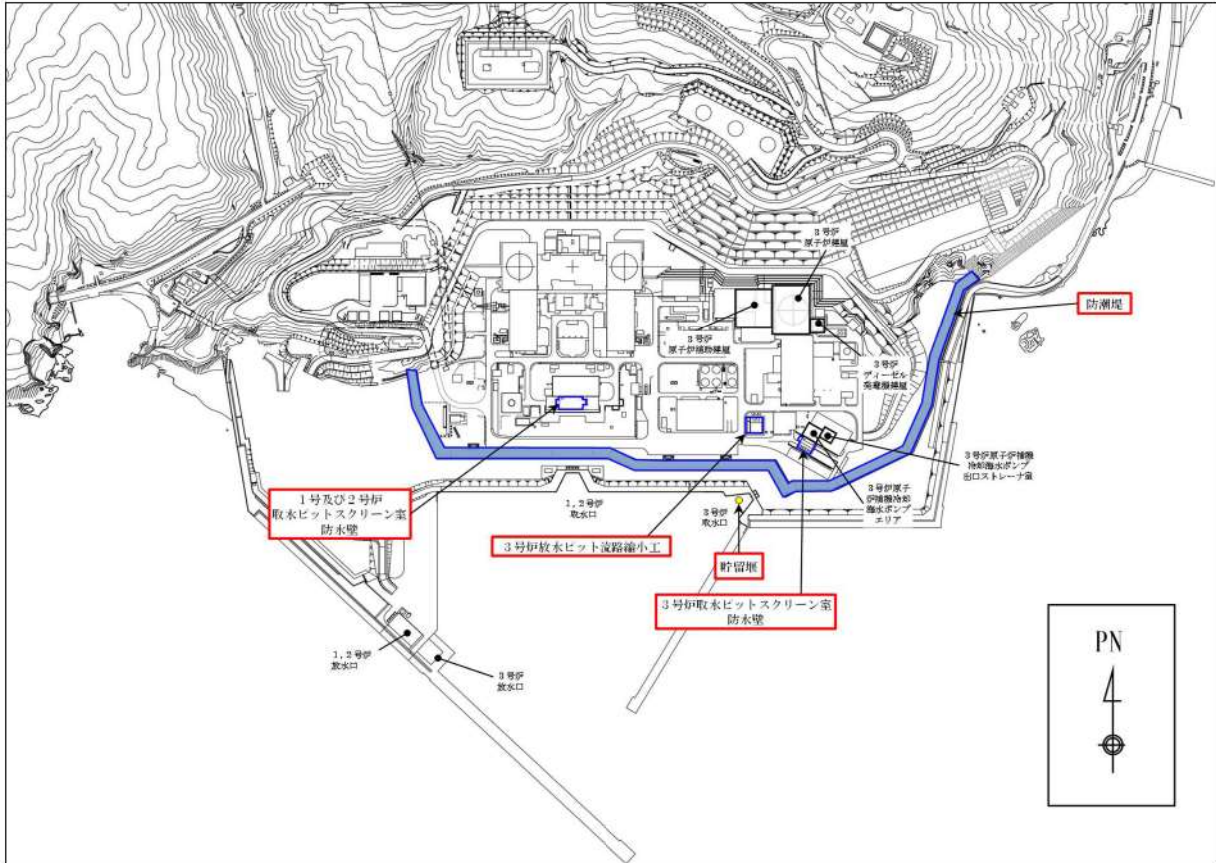 3号炉
原子炉建屋
防潮堤
3号炉
原子炉補助建屋
3号炉
ディーゼル
発電機建屋
3号炉原子炉補機
冷却海水ポンプ
出口ストレーナ室
3号炉原子
炉補機冷却
海水ポンプ
エリア
1号及び2号炉
取水ピットスクリーン室
防水壁
1,2号炉
取水口
3号炉
取水口
3号炉放水ピット流路縮小工
貯留堰
3号炉取水ピットスクリーン室
防水壁
1,2号炉
放水口
3号炉
放水口
PN